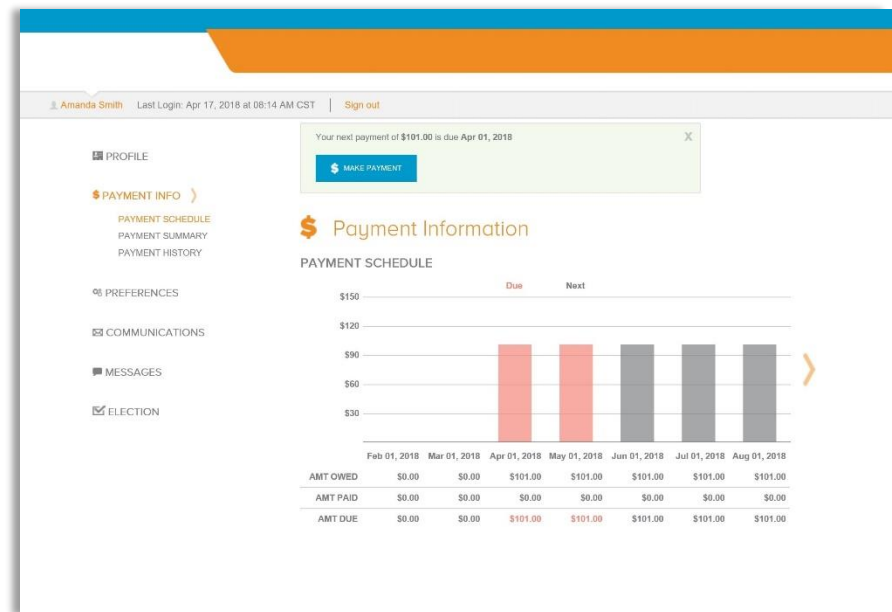 Amanda Smith Last Login: Apr 17, 2018 at 08:14 AM CST Sign out
Your next payment of $101.00 is due Apr 01, 2018 X
$ MAKE PAYMENT
PROFILE
$ PAYMENT INFO
PAYMENT SCHEDULE
PAYMENT SUMMARY
PAYMENT HISTORY
PREFERENCES
COMMUNICATIONS
MESSAGES
ELECTION
$ Payment Information
PAYMENT SCHEDULE
Due Next
$150
$120
$90
$60
$30
Feb 01, 2018 Mar 01, 2018 Apr 01, 2018 May 01, 2018 Jun 01, 2018 Jul 01, 2018 Aug 01, 2018
AMT OWED $0.00 $0.00 $101.00 $101.00 $101.00 $101.00 $101.00
AMT PAID $0.00 $0.00 $0.00 $0.00 $0.00 $0.00 $0.00
AMT DUE $0.00 $0.00 $101.00 $101.00 $101.00 $101.00 $101.00